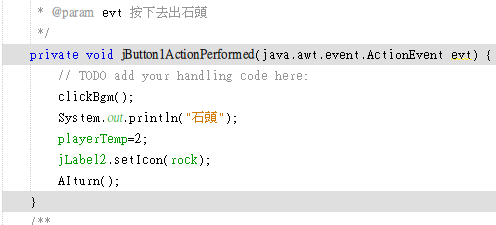 * @param evt 按下去出石頭
*/
private void jButton1ActionPerformed(java.awt.event.ActionEvent evt) {
// TODO add your handling code here:
clickBgm();
System.out.println("石頭");
playerTemp=2;
jLabel2.setIcon(rock);
AIturn();
}
/**